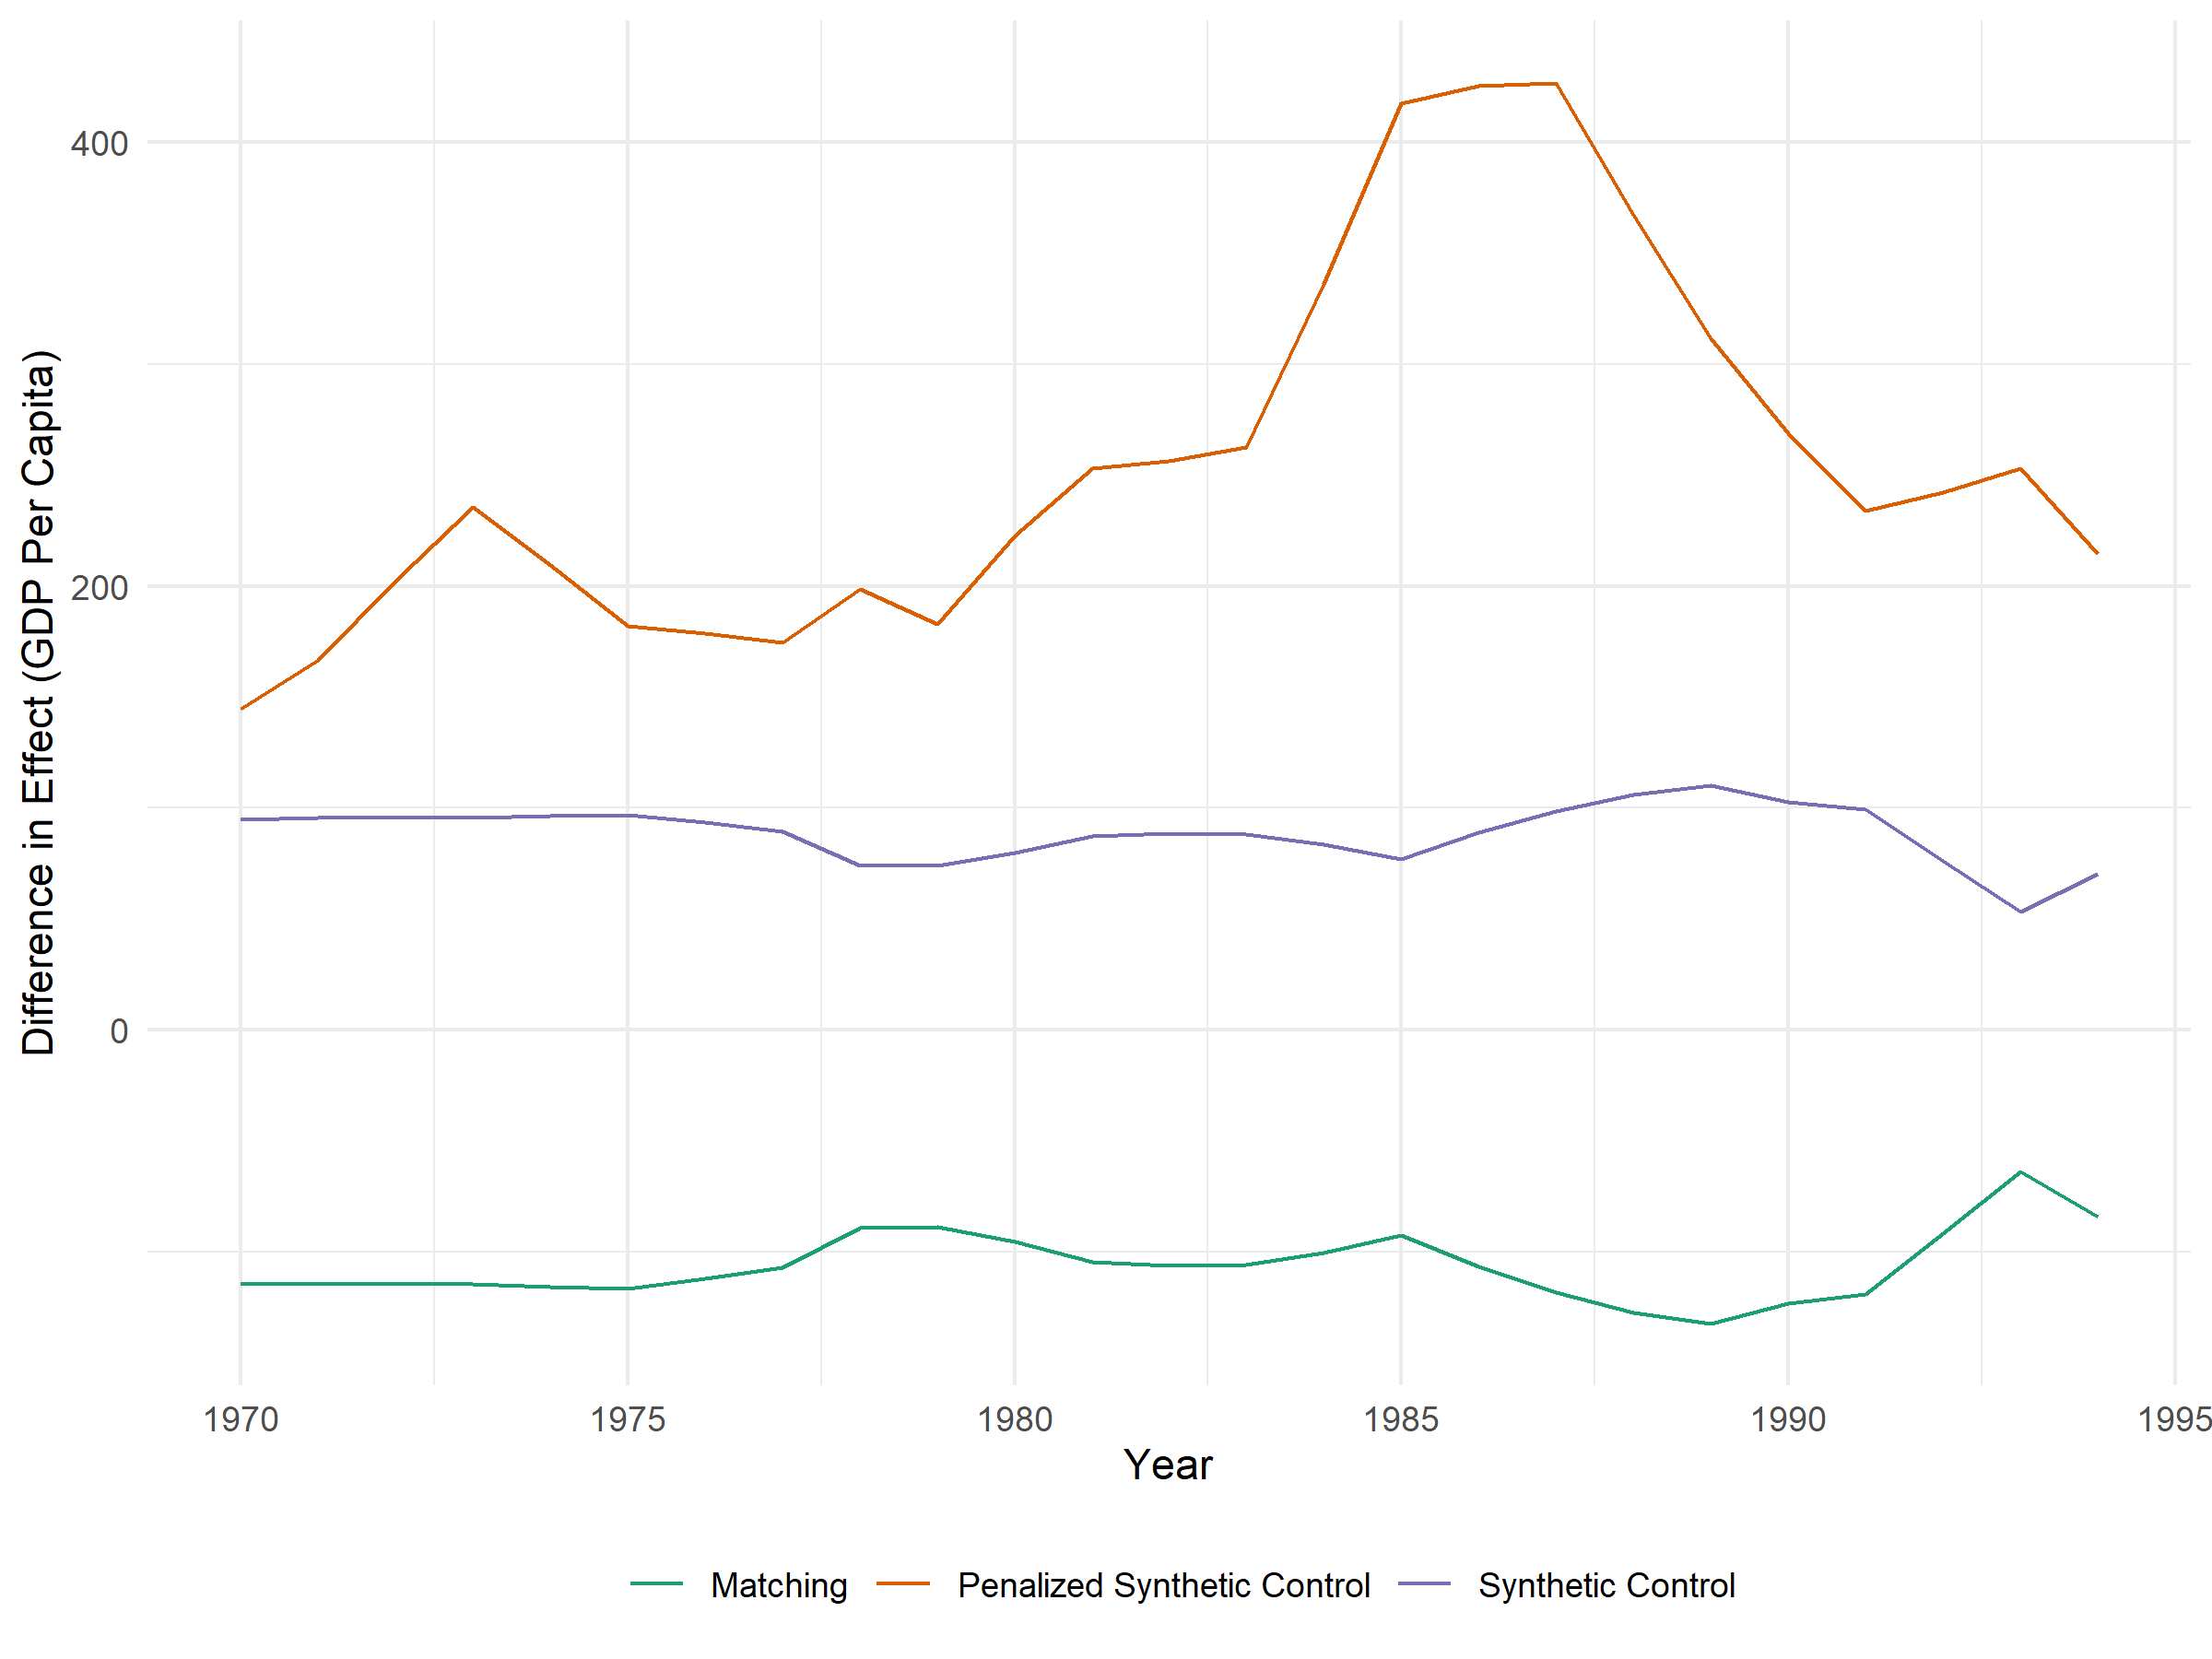 Difference in Effect (GDP Per Capita)
400
200
0
1970 1975 1980 1985 1990 1995
Year
Matching Penalized Synthetic Control Synthetic Control